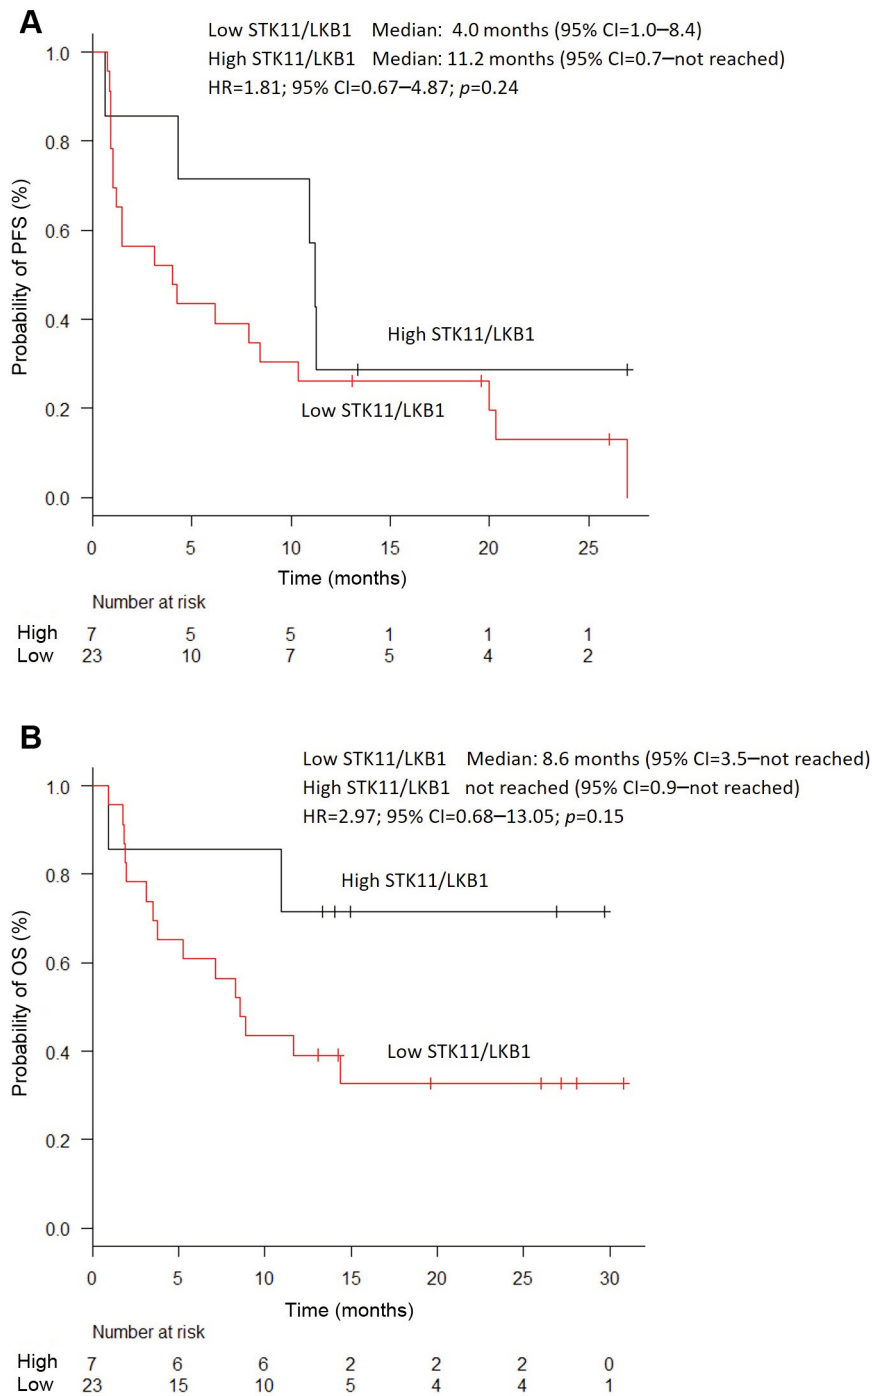 A
Low STK11/LKB1 Median: 4.0 months (95% CI=1.0–8.4)
High STK11/LKB1 Median: 11.2 months (95% CI=0.7–not reached)
HR=1.81; 95% CI=0.67–4.87; p=0.24
Probability of PFS (%)
1.0
0.8
0.6
0.4
0.2
0.0
High STK11/LKB1
Low STK11/LKB1
0 5 10 15 20 25
Time (months)
Number at risk
High 7 5 5 1 1 1
Low 23 10 7 5 4 2
B
Low STK11/LKB1 Median: 8.6 months (95% CI=3.5–not reached)
High STK11/LKB1 not reached (95% CI=0.9–not reached)
HR=2.97; 95% CI=0.68–13.05; p=0.15
Probability of OS (%)
1.0
0.8
0.6
0.4
0.2
0.0
High STK11/LKB1
Low STK11/LKB1
0 5 10 15 20 25 30
Time (months)
Number at risk
High 7 6 6 2 2 2 0
Low 23 15 10 5 4 4 1